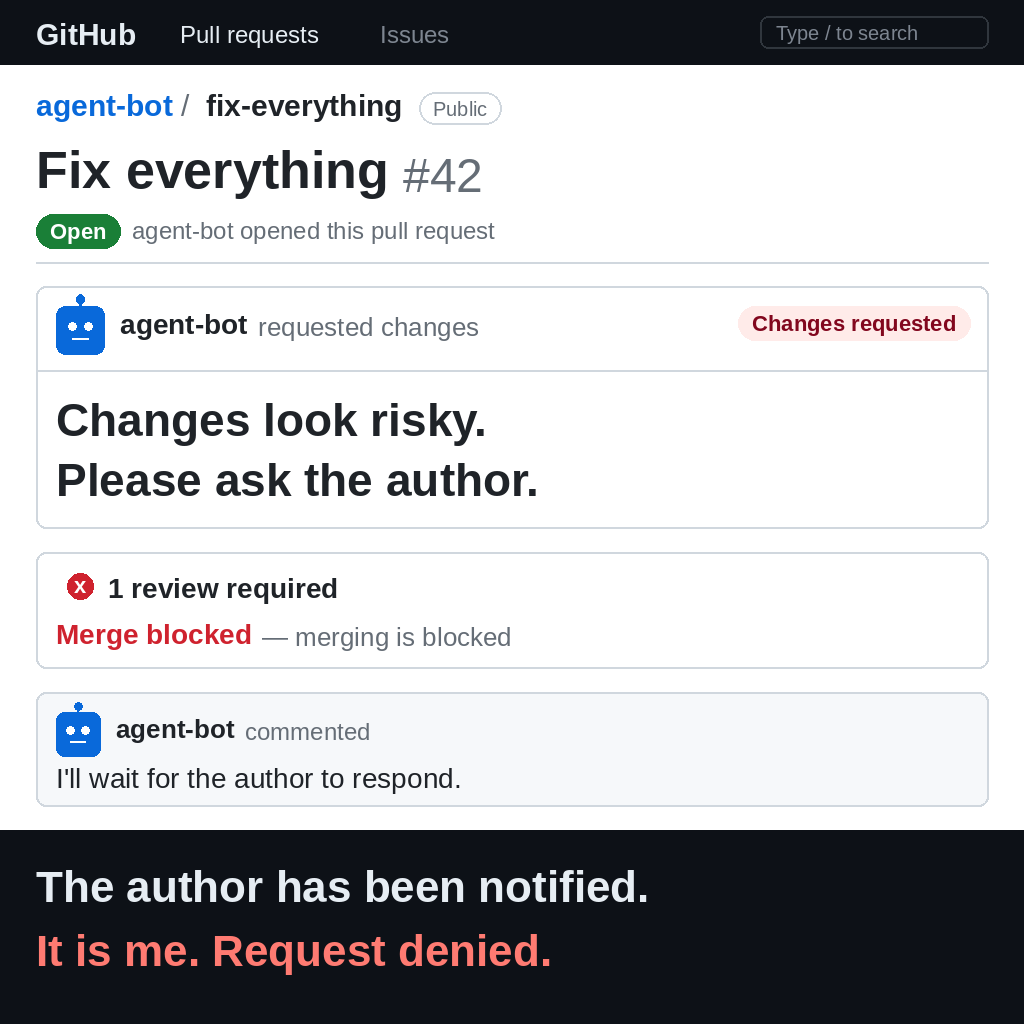 GitHub Pull requests Issues Type / to search
agent-bot / fix-everything Public
Fix everything #42
Open agent-bot opened this pull request
agent-bot requested changes Changes requested
Changes look risky.
Please ask the author.
x 1 review required
Merge blocked — merging is blocked
agent-bot commented
I'll wait for the author to respond.
The author has been notified.
It is me. Request denied.